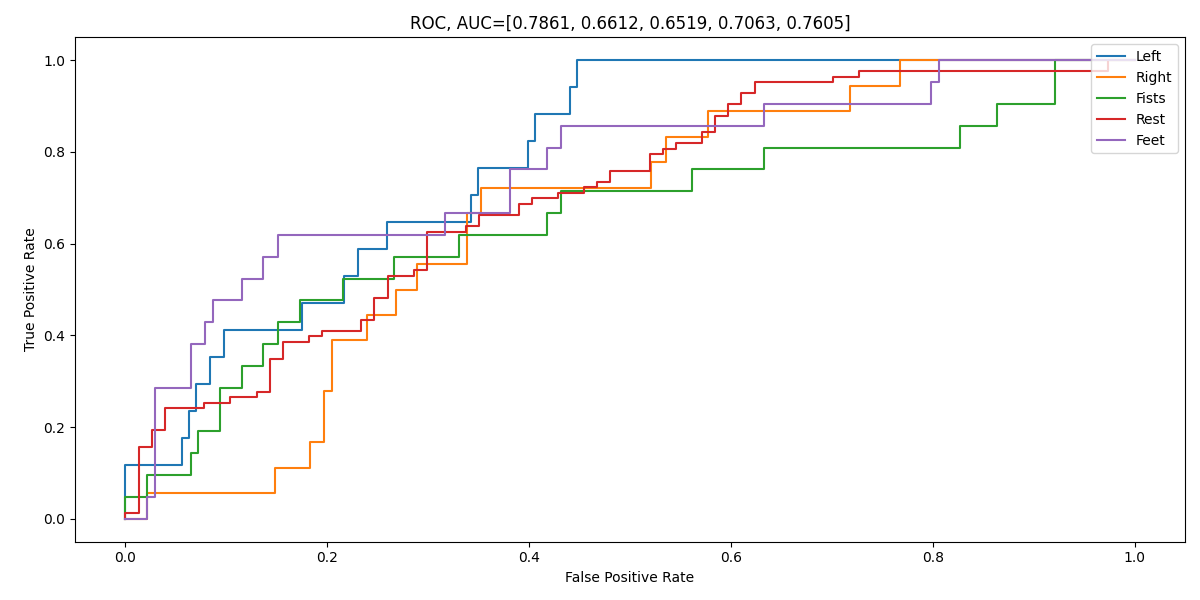 ROC, AUC=[0.7861, 0.6612, 0.6519, 0.7063, 0.7605]
Left
Right
Fists
Rest
Feet
True Positive Rate
1.0
0.8
0.6
0.4
0.2
0.0
0.0 0.2 0.4 0.6 0.8 1.0
False Positive Rate